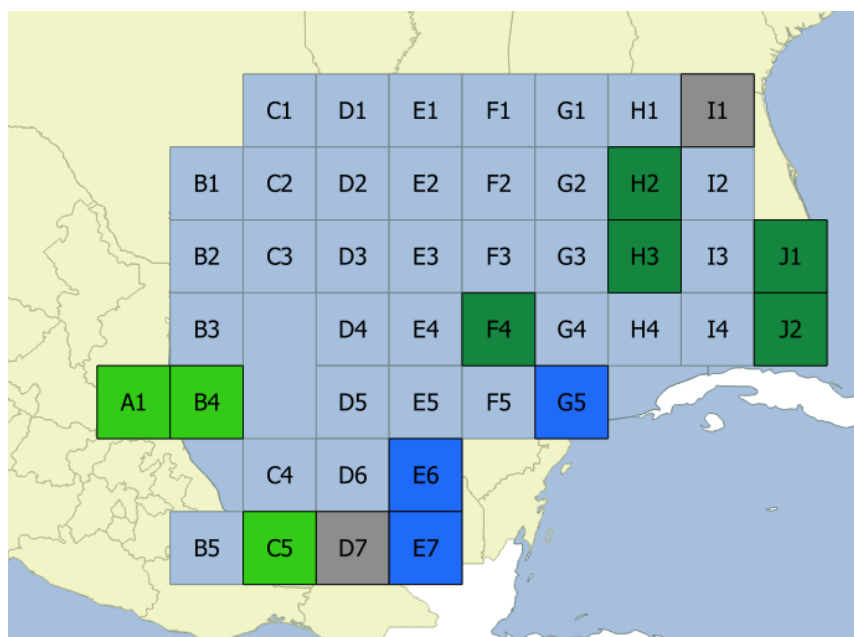 C1 D1 E1 F1 G1 H1 I1
B1 C2 D2 E2 F2 G2 H2 I2
B2 C3 D3 E3 F3 G3 H3 I3 J1
B3 D4 E4 F4 G4 H4 I4 J2
A1 B4 D5 E5 F5 G5
C4 D6 E6
B5 C5 D7 E7